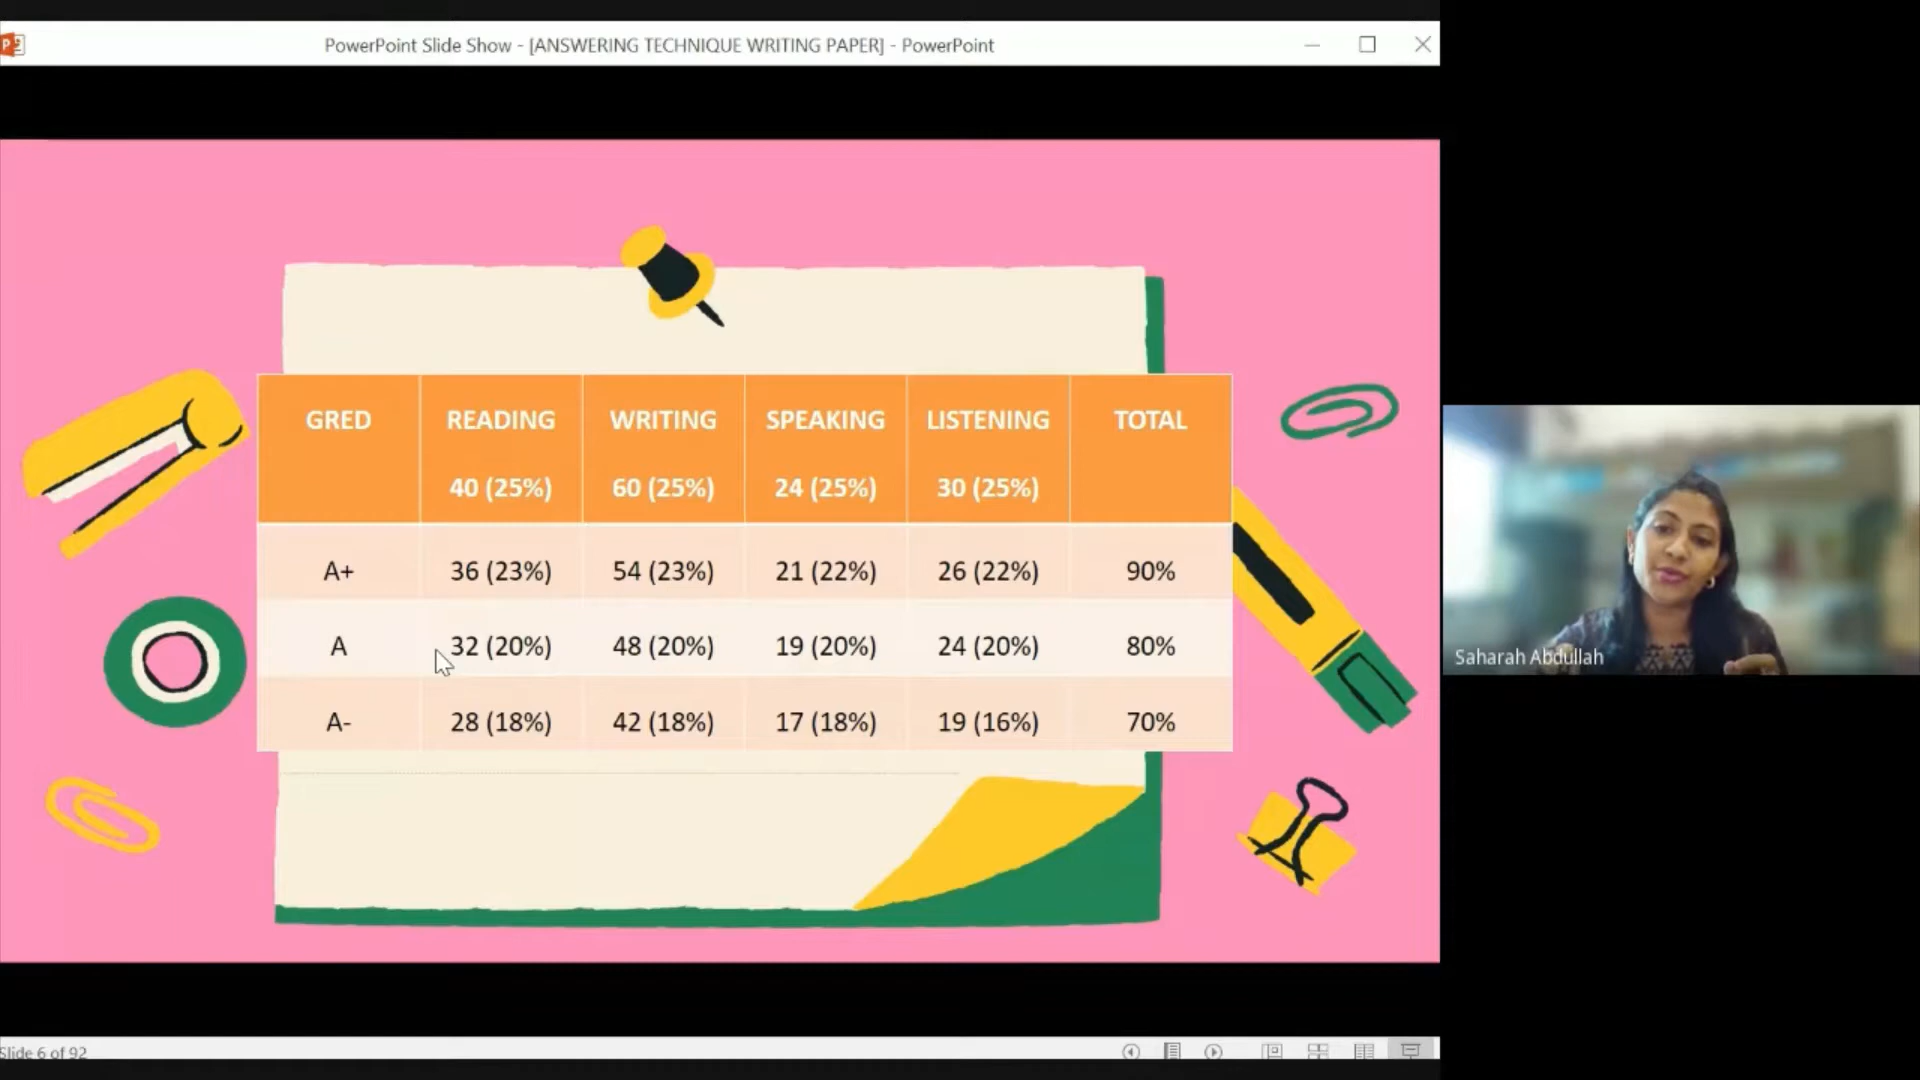 PowerPoint Slide Show - [ANSWERING TECHNIQUE WRITING PAPER] - PowerPoint
GRED READING WRITING SPEAKING LISTENING TOTAL
40 (25%) 60 (25%) 24 (25%) 30 (25%)
A+ 36 (23%) 54 (23%) 21 (22%) 26 (22%) 90%
A 32 (20%) 48 (20%) 19 (20%) 24 (20%) 80%
A- 28 (18%) 42 (18%) 17 (18%) 19 (16%) 70%
Saharah Abdullah
Slide 6 of 92